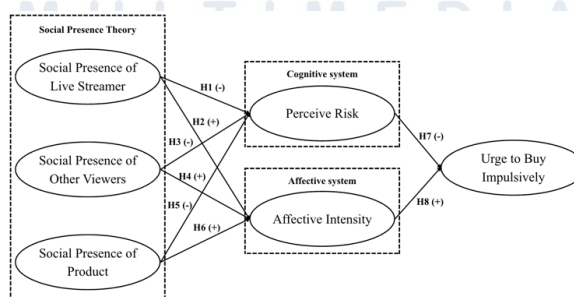 MULTIMEDIA
Social Presence Theory
Social Presence of
Live Streamer
Social Presence of
Other Viewers
Social Presence of
Product
H1 (-)
H2 (+)
H3 (-)
H4 (+)
H5 (-)
H6 (+)
Cognitive system
Perceive Risk
Affective system
Affective Intensity
H7 (-)
H8 (+)
Urge to Buy
Impulsively